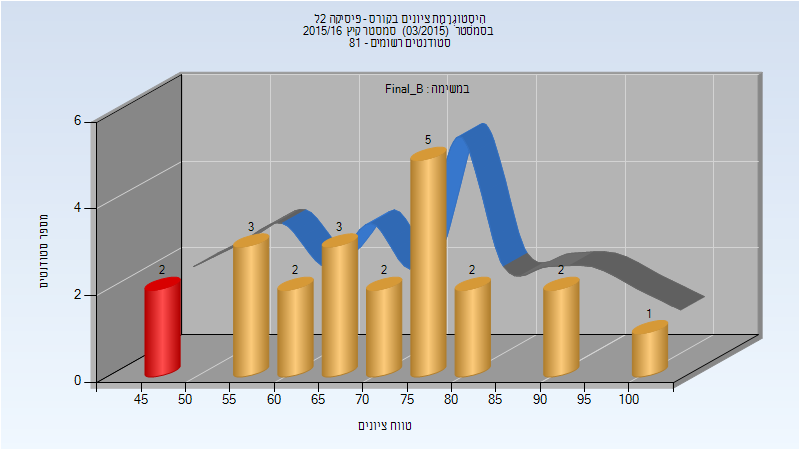 היסטוגרמת ציונים בקורס - פיסיקה 2ל
בסמסטר (03/2015) סמסטר קיץ 2015/16
סטודנטים רשומים - 81
במשימה : Final_B
מספר סטודנטים
6
4
2
0
2
3
2
3
2
5
2
2
1
45 50 55 60 65 70 75 80 85 90 95 100
טווח ציונים